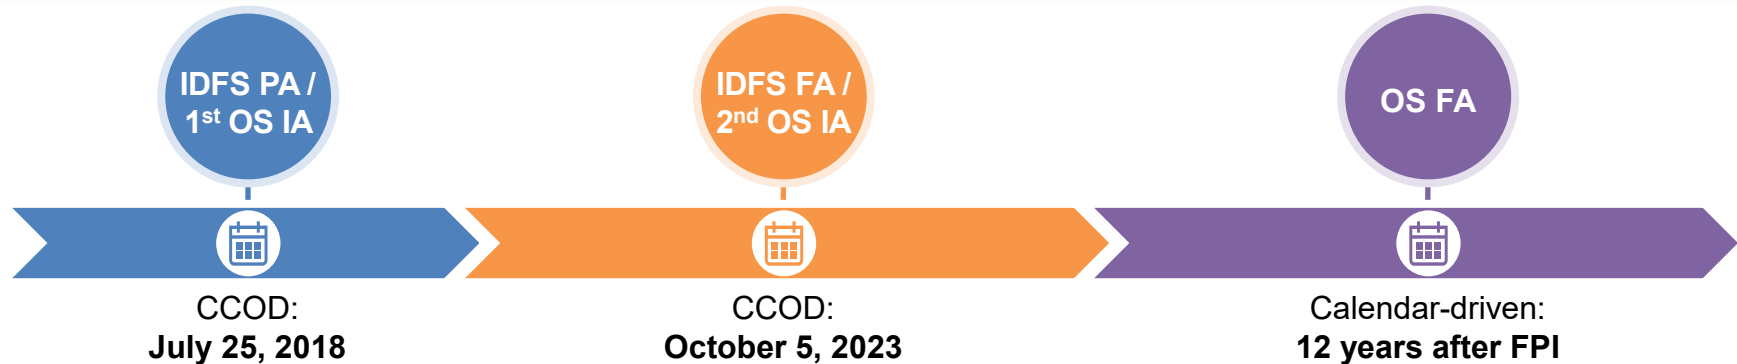 IDFS PA /
1st OS IA
IDFS FA /
2nd OS IA
OS FA
CCOD:
July 25, 2018
CCOD:
October 5, 2023
Calendar-driven:
12 years after FPI